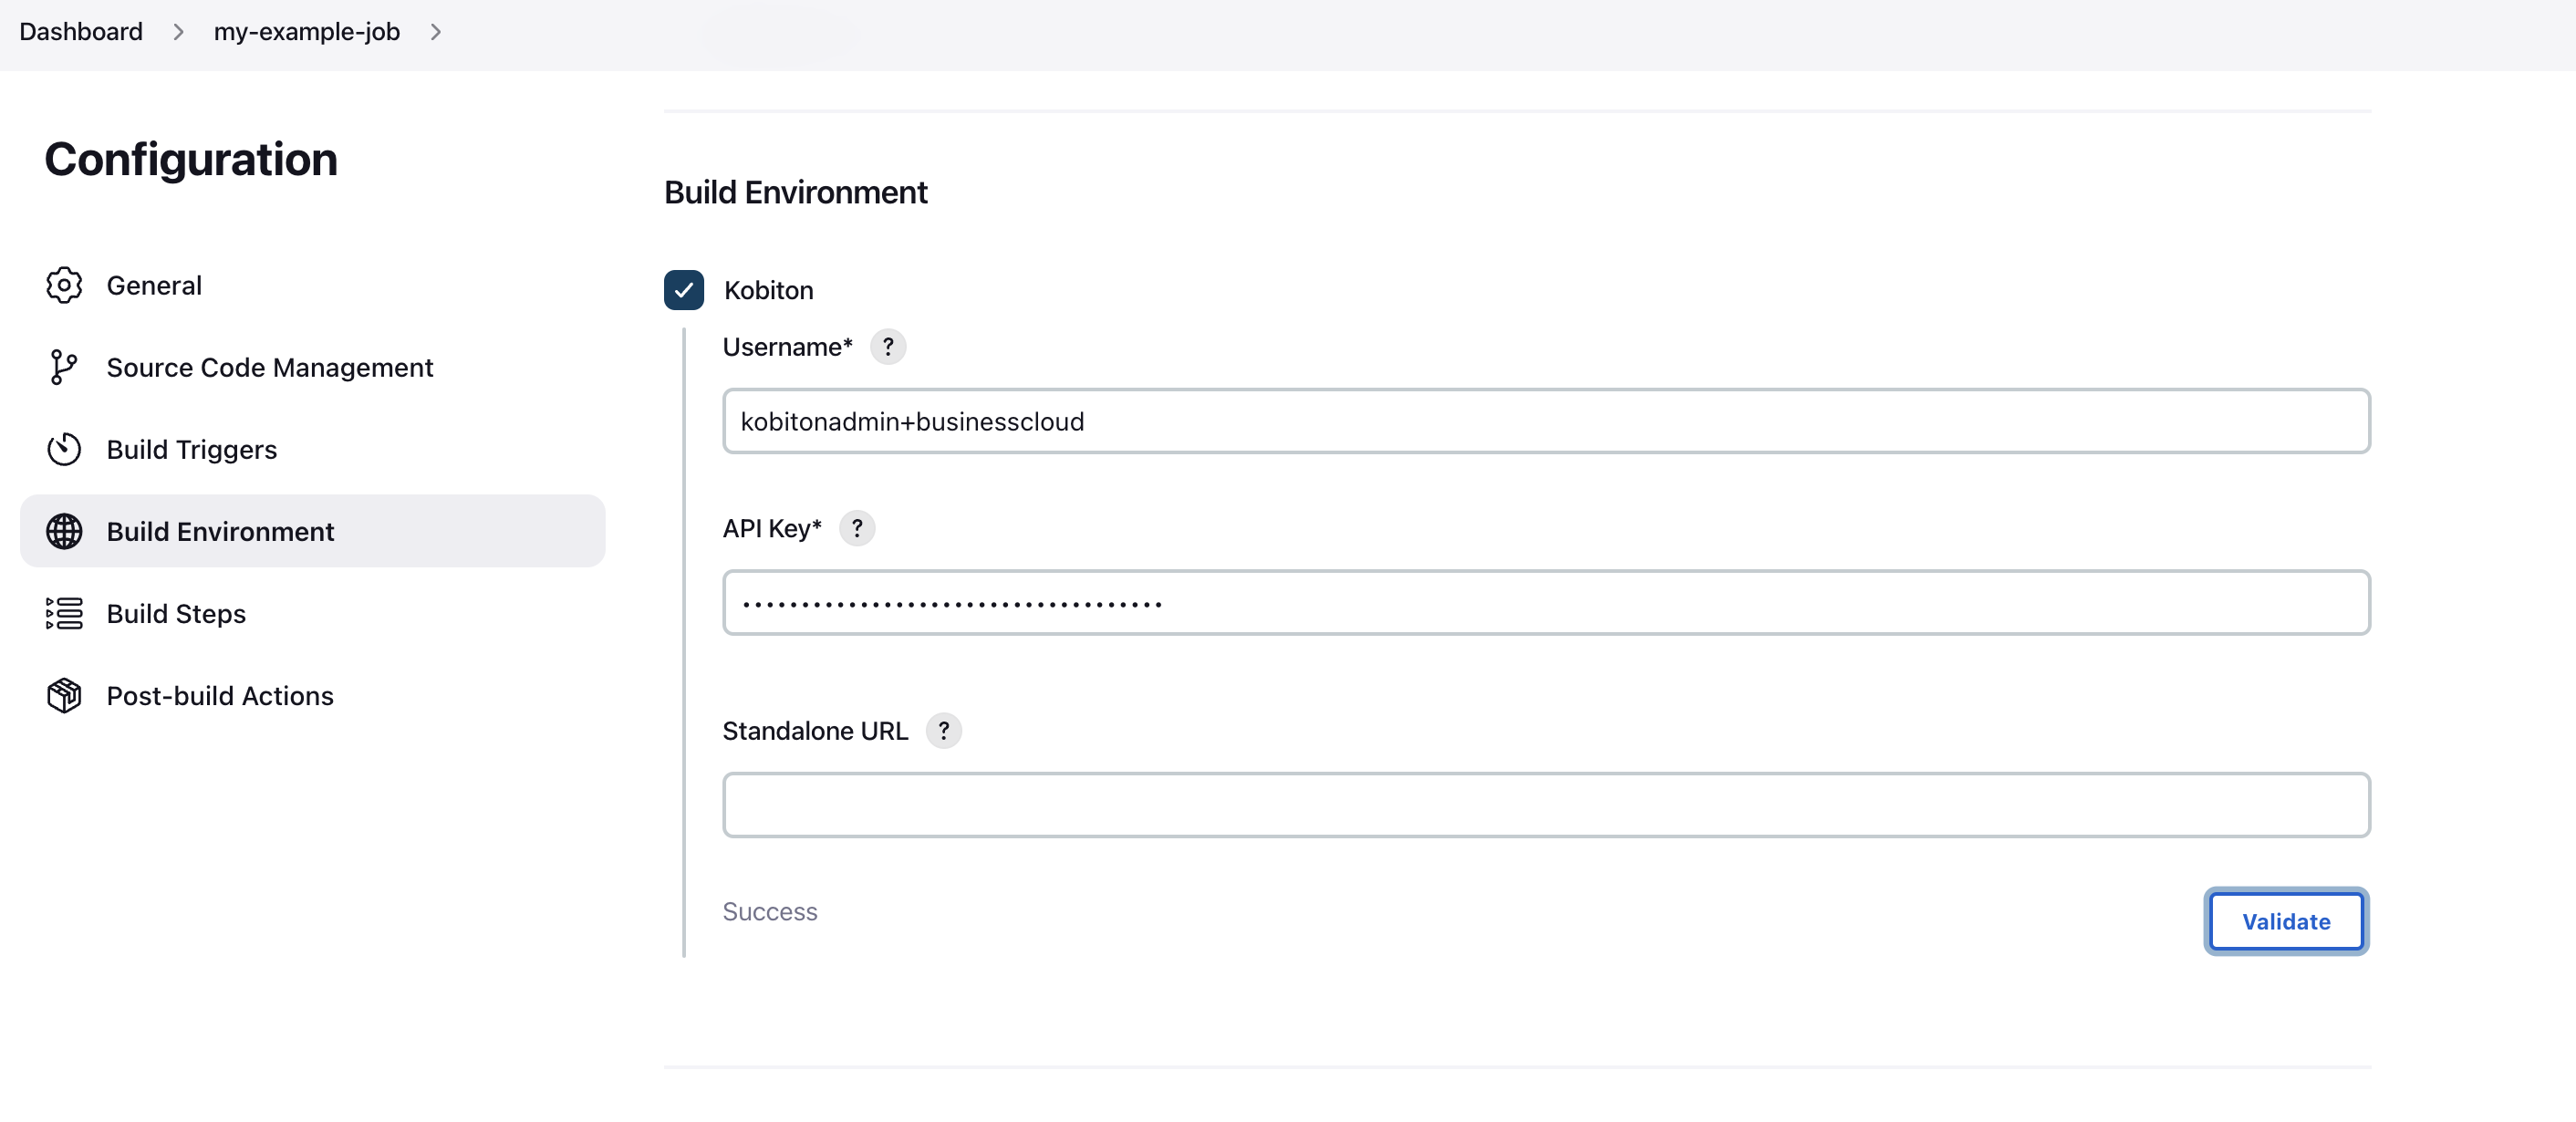 Dashboard > my-example-job >
Configuration
General
Source Code Management
Build Triggers
Build Environment
Build Steps
Post-build Actions
Build Environment
Kobiton
Username* ?
kobitonadmin+businesscloud
API Key* ?
••••••••••••••••••••••••••••••••••••
Standalone URL ?
Success
Validate